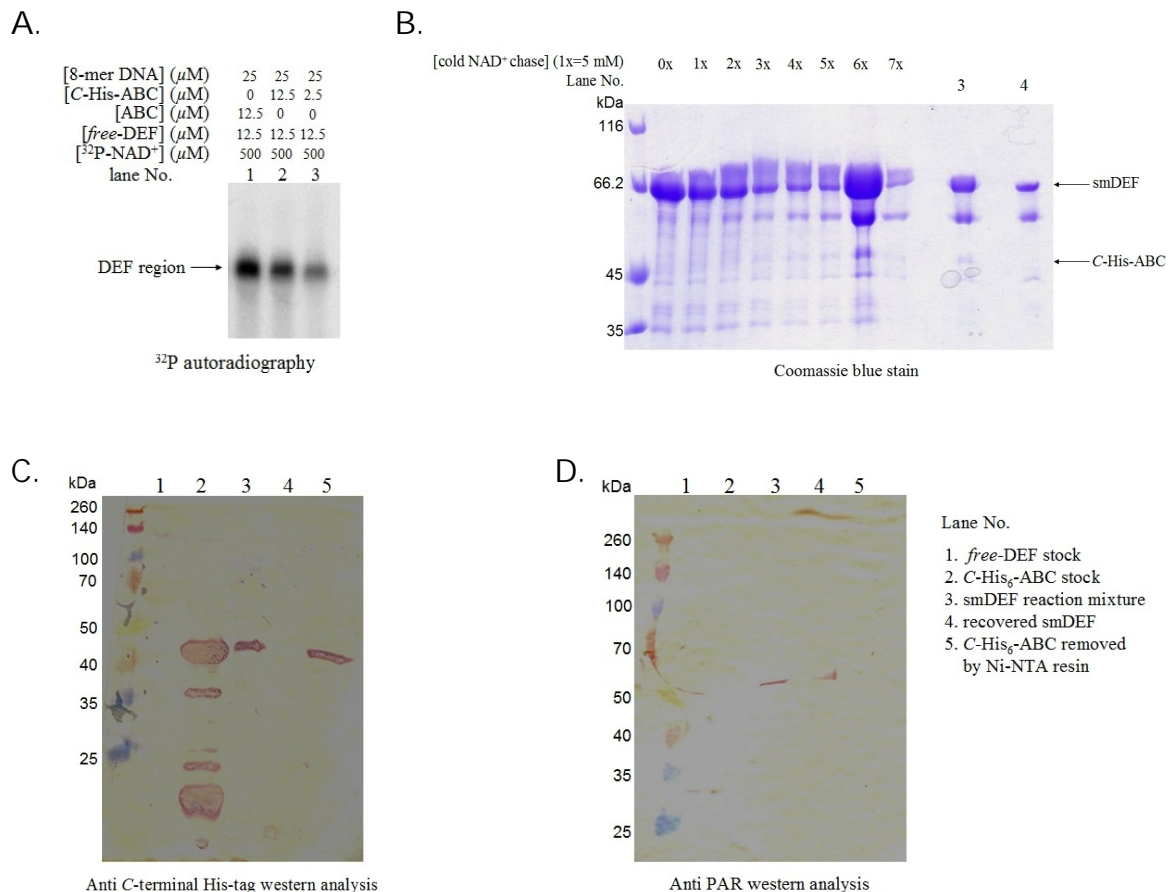 A.
[8-mer DNA] (µM) 25 25 25
[C-His-ABC] (µM) 0 12.5 2.5
[ABC] (µM) 12.5 0 0
[free-DEF] (µM) 12.5 12.5 12.5
[³²P-NAD⁺] (µM) 500 500 500
lane No. 1 2 3
DEF region
³²P autoradiography
B.
[cold NAD⁺ chase] (1x=5 mM) 0x 1x 2x 3x 4x 5x 6x 7x
Lane No. 3 4
kDa
116
66.2
smDEF
C-His-ABC
45
35
Coomassie blue stain
C.
kDa 1 2 3 4 5
260
140
100
70
50
40
35
25
Anti C-terminal His-tag western analysis
D.
kDa 1 2 3 4 5
260
140
100
70
50
40
35
25
Anti PAR western analysis
Lane No.
1. free-DEF stock
2. C-His₆-ABC stock
3. smDEF reaction mixture
4. recovered smDEF
5. C-His₆-ABC removed
by Ni-NTA resin